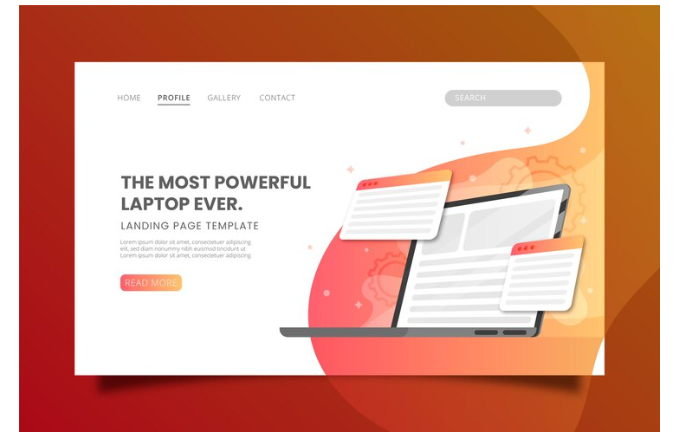 HOME PROFILE GALLERY CONTACT SEARCH
THE MOST POWERFUL
LAPTOP EVER.
LANDING PAGE TEMPLATE
Lorem ipsum dolor sit amet, consectetuer adipiscing
elit, sed diam nonummy nibh euismod tincidunt ut
Lorem ipsum dolor sit amet, consectetuer adipiscing
READ MORE